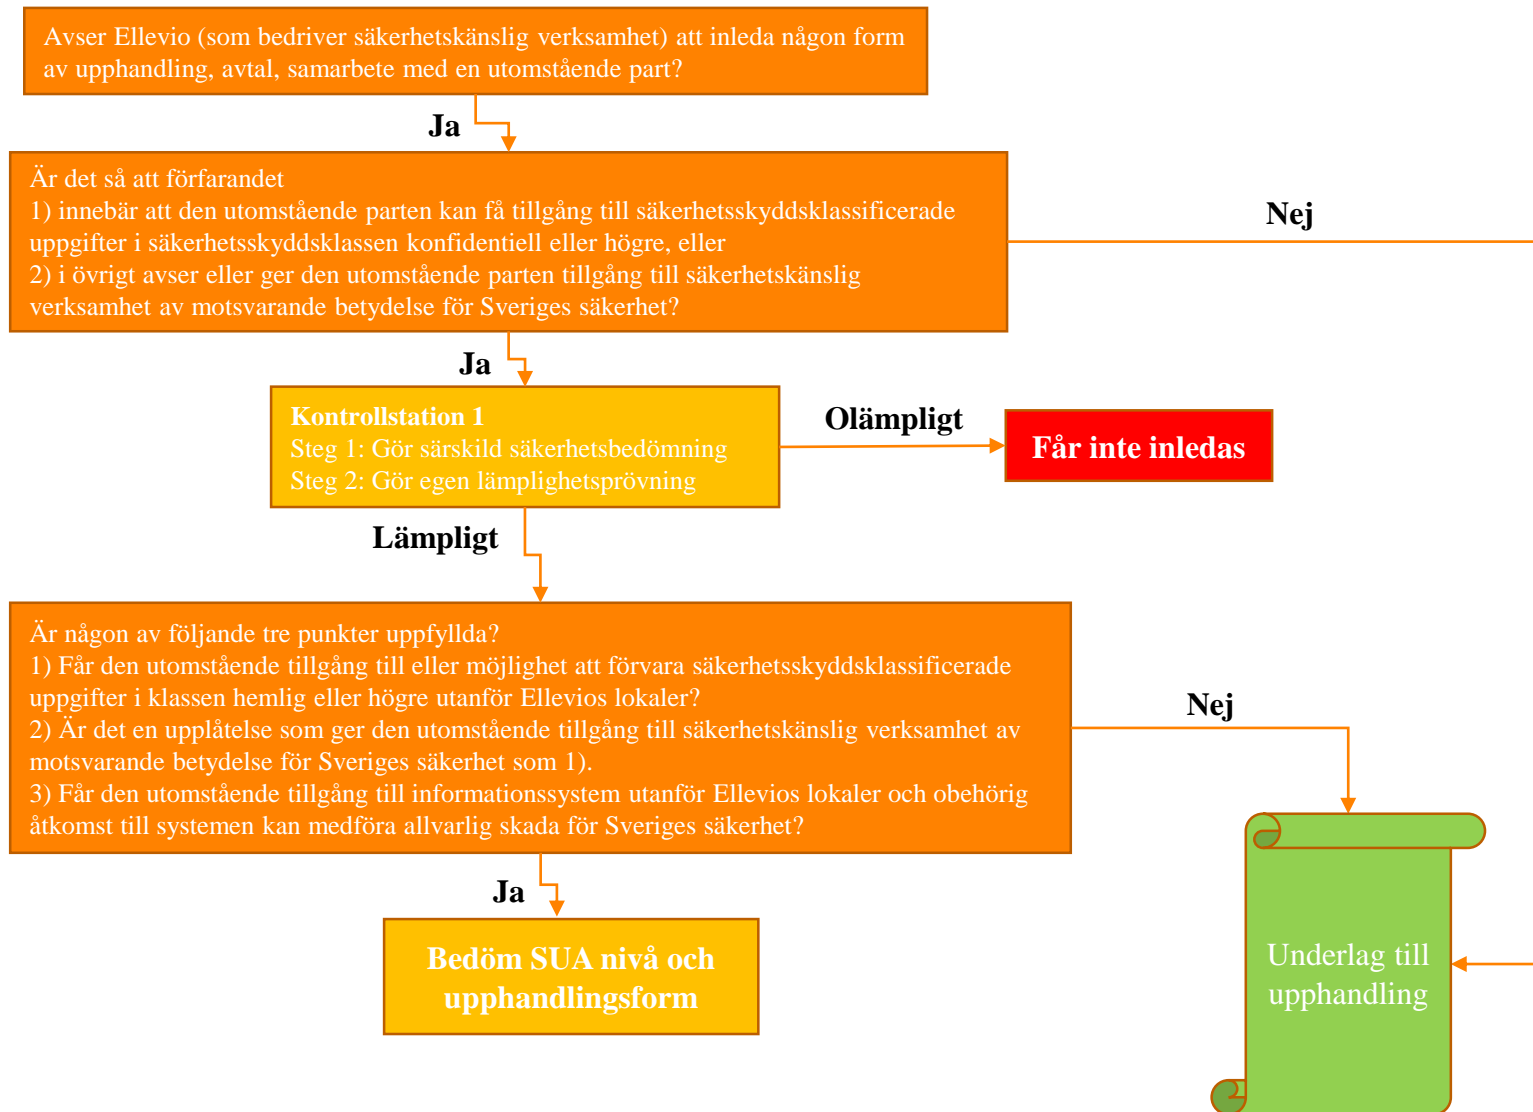 Avser Ellevio (som bedriver säkerhetskänslig verksamhet) att inleda någon form
av upphandling, avtal, samarbete med en utomstående part?
Ja
Är det så att förfarandet
1) innebär att den utomstående parten kan få tillgång till säkerhetsskyddsklassificerade
uppgifter i säkerhetsskyddsklassen konfidentiell eller högre, eller
2) i övrigt avser eller ger den utomstående parten tillgång till säkerhetskänslig
verksamhet av motsvarande betydelse för Sveriges säkerhet?
Nej
Ja
Kontrollstation 1
Steg 1: Gör särskild säkerhetsbedömning
Steg 2: Gör egen lämplighetsprövning
Olämpligt
Får inte inledas
Lämpligt
Är någon av följande tre punkter uppfyllda?
1) Får den utomstående tillgång till eller möjlighet att förvara säkerhetsskyddsklassificerade
uppgifter i klassen hemlig eller högre utanför Ellevios lokaler?
2) Är det en upplåtelse som ger den utomstående tillgång till säkerhetskänslig verksamhet av
motsvarande betydelse för Sveriges säkerhet som 1).
3) Får den utomstående tillgång till informationssystem utanför Ellevios lokaler och obehörig
åtkomst till systemen kan medföra allvarlig skada för Sveriges säkerhet?
Nej
Ja
Bedöm SUA nivå och
upphandlingsform
Underlag till
upphandling